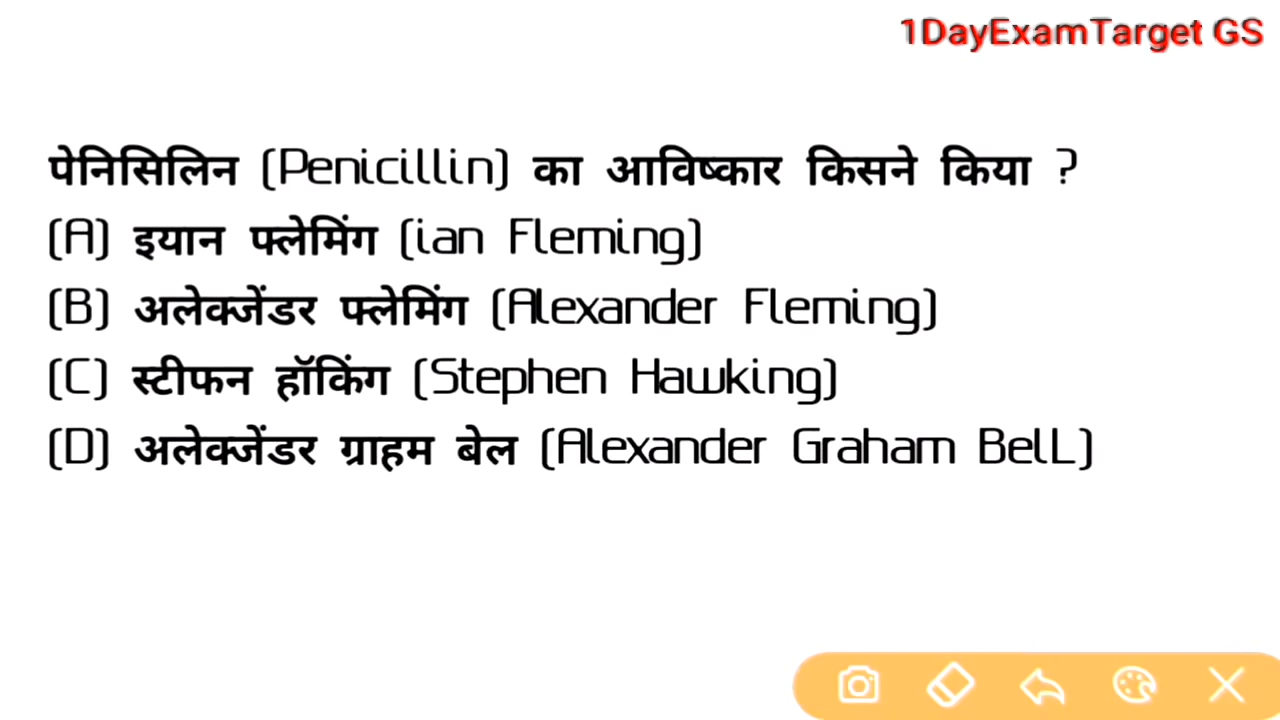 1DayExamTarget GS
पेनिसिलिन (Penicillin) का आविष्कार किसने किया ?
(A) इयान फ्लेमिंग (ian Fleming)
(B) अलेक्जेंडर फ्लेमिंग (Alexander Fleming)
(C) स्टीफन हॉकिंग (Stephen Hawking)
(D) अलेक्जेंडर ग्राहम बेल (Alexander Graham BelL)